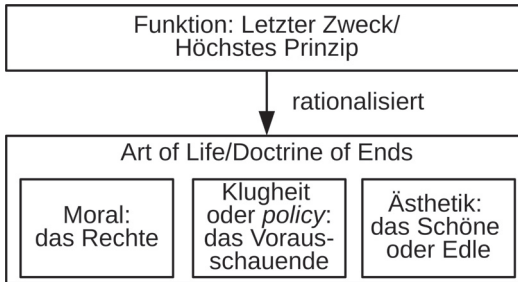 Funktion: Letzter Zweck/
Höchstes Prinzip
rationalisiert
Art of Life/Doctrine of Ends
Moral:
das Rechte
Klugheit
oder policy:
das Voraus-
schauende
Ästhetik:
das Schöne
oder Edle